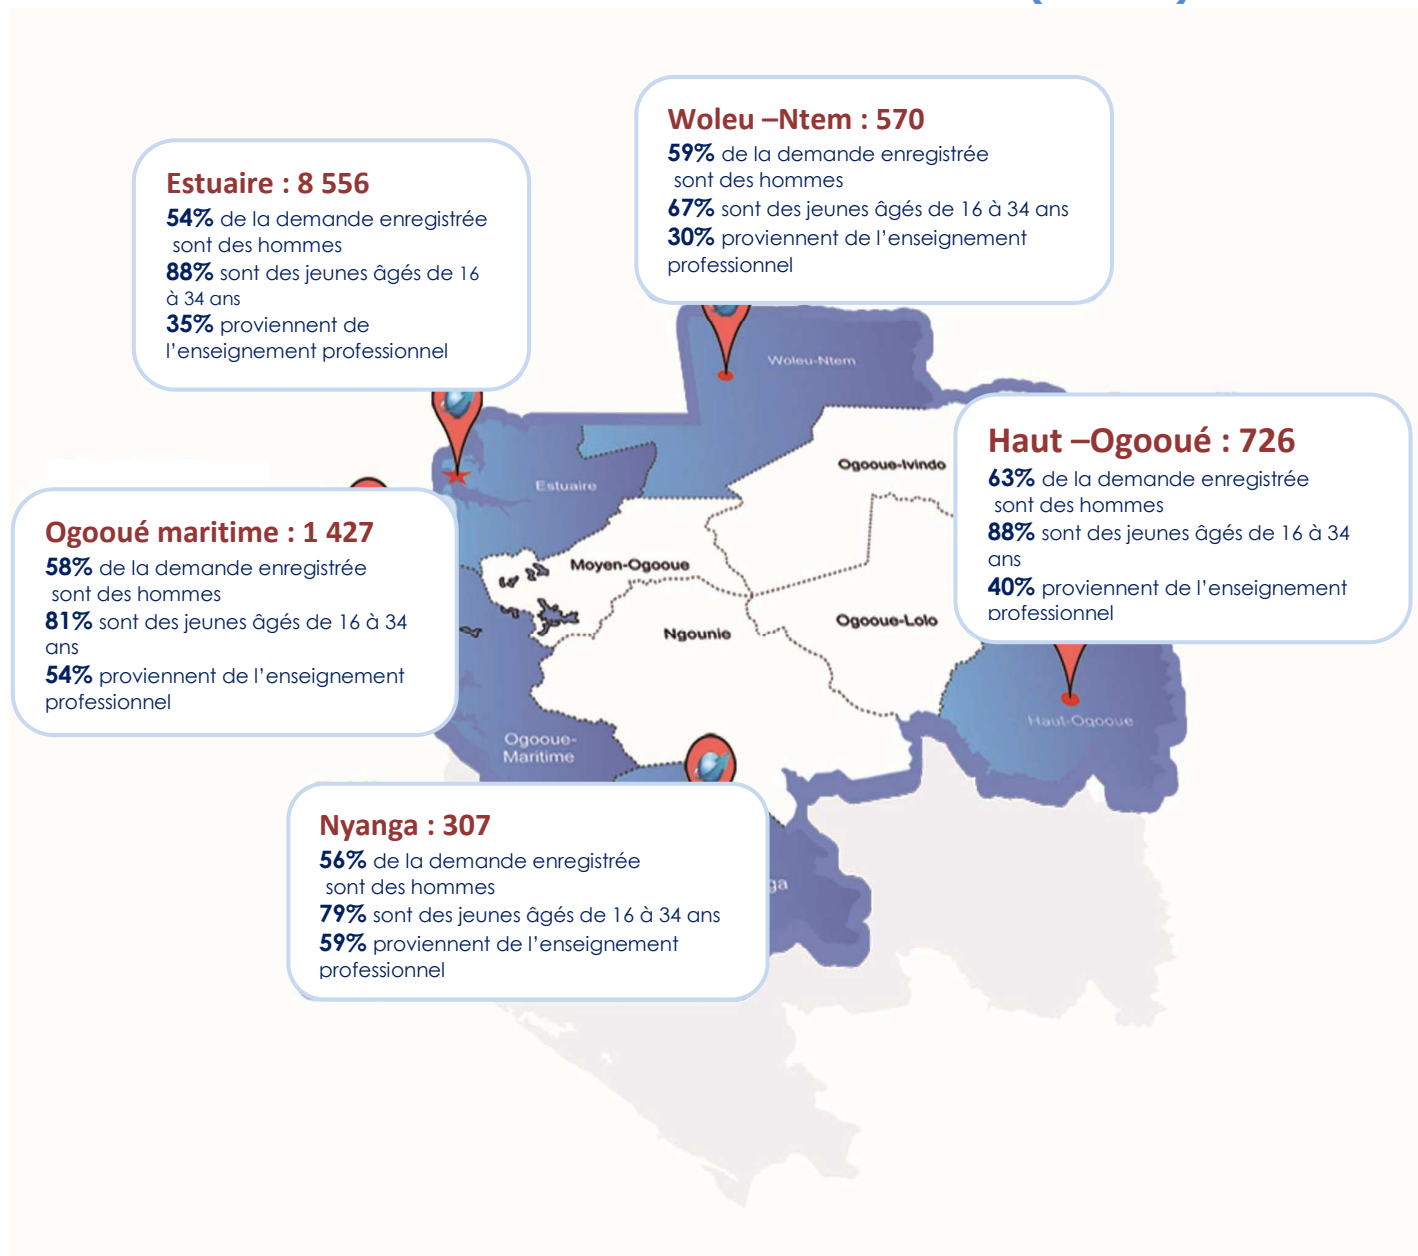 Woleu –Ntem : 570
59% de la demande enregistrée
sont des hommes
67% sont des jeunes âgés de 16 à 34 ans
30% proviennent de l’enseignement
professionnel
Estuaire : 8 556
54% de la demande enregistrée
sont des hommes
88% sont des jeunes âgés de 16
à 34 ans
35% proviennent de
l’enseignement professionnel
Woleu-Ntem
Haut –Ogooué : 726
63% de la demande enregistrée
sont des hommes
88% sont des jeunes âgés de 16 à 34
ans
40% proviennent de l’enseignement
professionnel
Ogooue-Ivindo
Estuaire
Ogooué maritime : 1 427
58% de la demande enregistrée
sont des hommes
81% sont des jeunes âgés de 16 à 34
ans
54% proviennent de l’enseignement
professionnel
Moyen-Ogooue
Ngounie
Ogooue-Lolo
Haut-Ogooue
Ogooue-
Maritime
Nyanga : 307
56% de la demande enregistrée
sont des hommes
79% sont des jeunes âgés de 16 à 34 ans
59% proviennent de l’enseignement
professionnel
ga